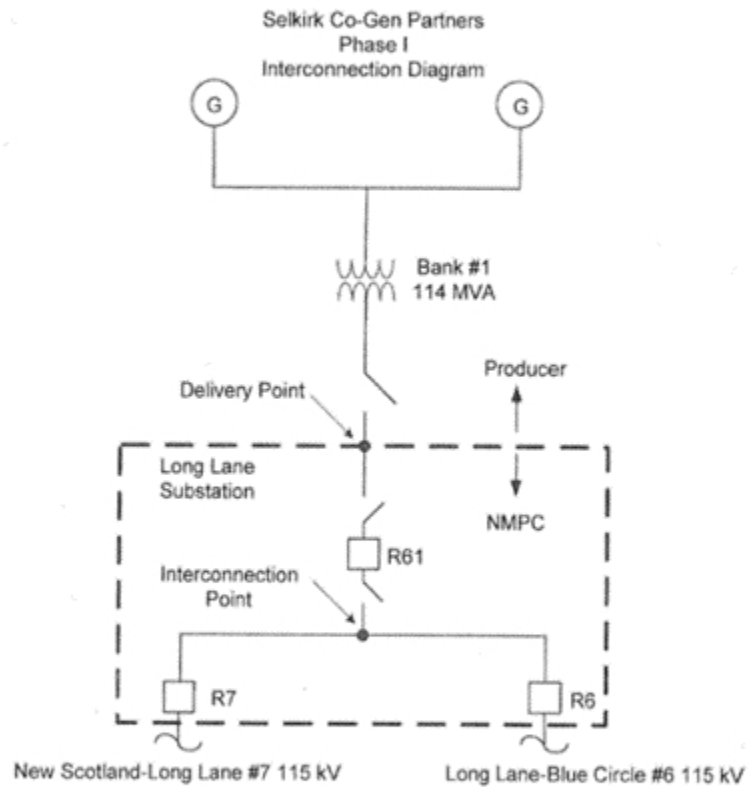 Selkirk Co-Gen Partners
Phase I
Interconnection Diagram
G
G
Bank #1
114 MVA
Producer
Delivery Point
Long Lane
Substation
NMPC
R61
Interconnection
Point
R7
R6
New Scotland-Long Lane #7 115 kV
Long Lane-Blue Circle #6 115 kV